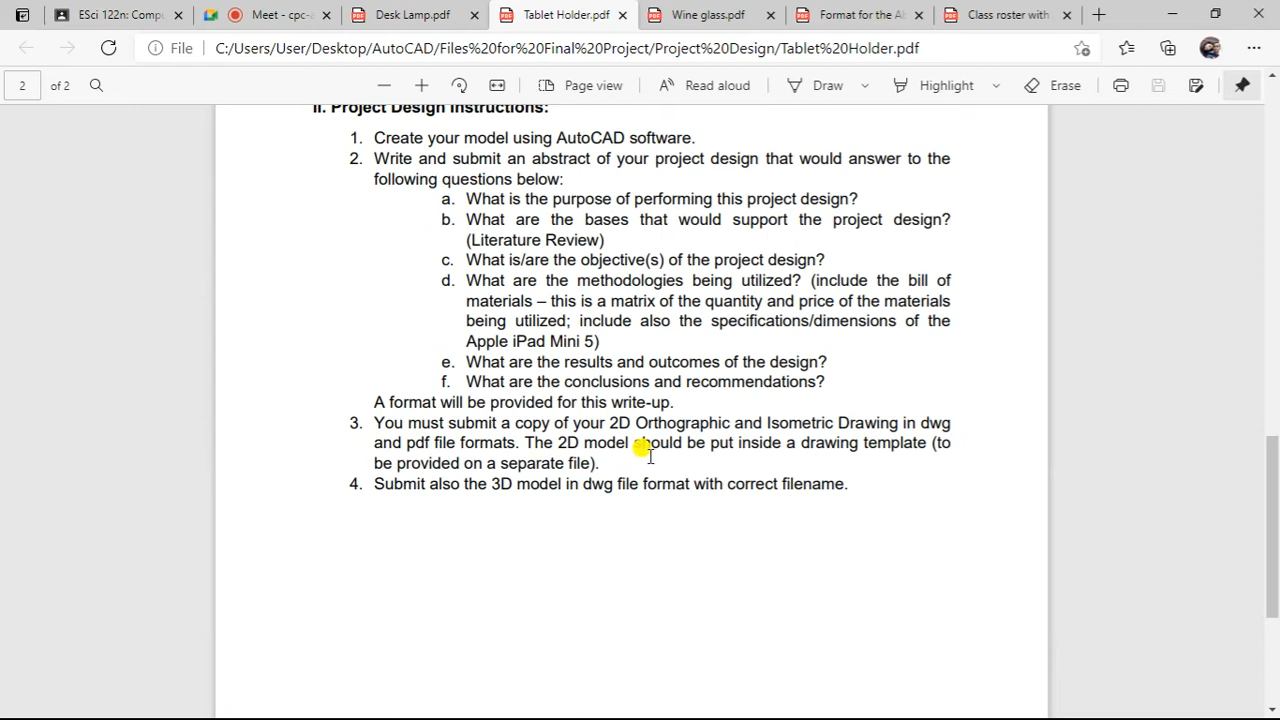 ESci 122n: Compu
Meet - cpc-a
Desk Lamp.pdf
Tablet Holder.pdf
Wine glass.pdf
Format for the Ab
Class roster with
File
C:/Users/User/Desktop/AutoCAD/Files%20for%20Final%20Project/Project%20Design/Tablet%20Holder.pdf
2 of 2
Page view
Read aloud
Draw
Highlight
Erase
II. Project Design Instructions:
1. Create your model using AutoCAD software.
2. Write and submit an abstract of your project design that would answer to the
following questions below:
a. What is the purpose of performing this project design?
b. What are the bases that would support the project design?
(Literature Review)
c. What is/are the objective(s) of the project design?
d. What are the methodologies being utilized? (include the bill of
materials – this is a matrix of the quantity and price of the materials
being utilized; include also the specifications/dimensions of the
Apple iPad Mini 5)
e. What are the results and outcomes of the design?
f. What are the conclusions and recommendations?
A format will be provided for this write-up.
3. You must submit a copy of your 2D Orthographic and Isometric Drawing in dwg
and pdf file formats. The 2D model should be put inside a drawing template (to
be provided on a separate file).
4. Submit also the 3D model in dwg file format with correct filename.